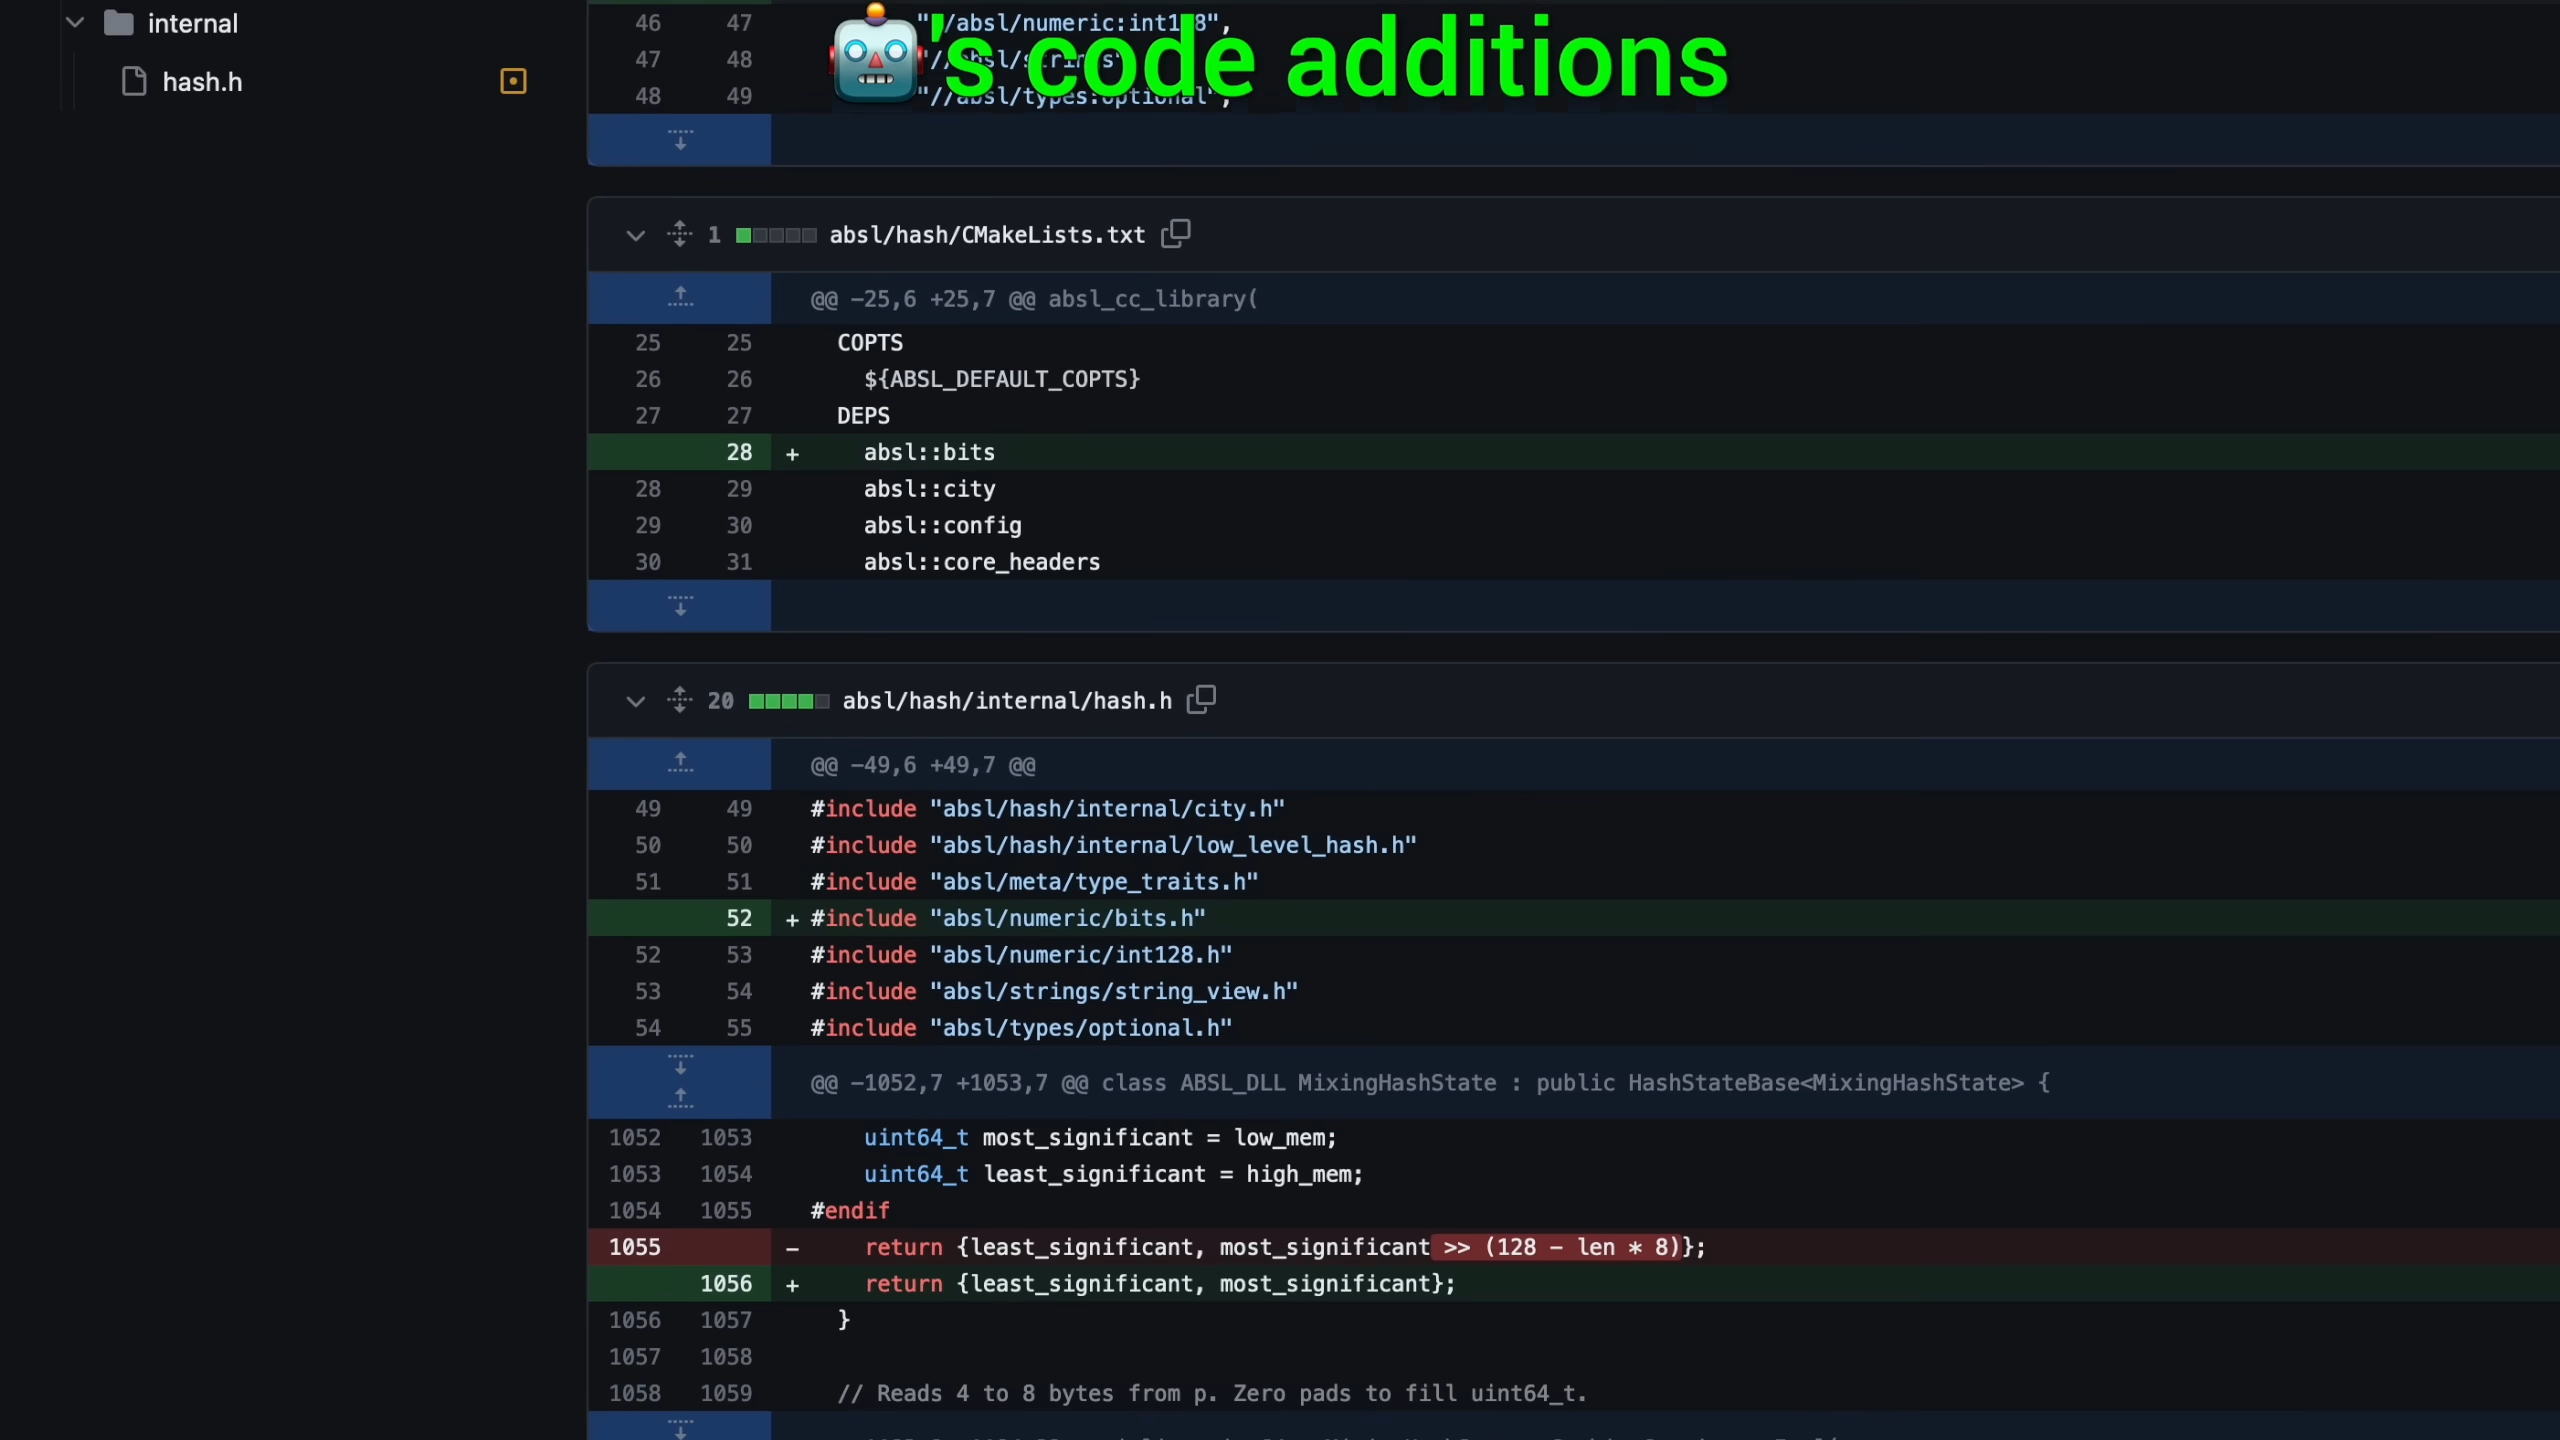 internal
hash.h
's code additions
46 47 "//absl/numeric:int128",
47 48 "//absl/strings",
48 49 "//absl/types:optional",
1 absl/hash/CMakeLists.txt
@@ -25,6 +25,7 @@ absl_cc_library(
25 25 COPTS
26 26 ${ABSL_DEFAULT_COPTS}
27 27 DEPS
28 + absl::bits
28 29 absl::city
29 30 absl::config
30 31 absl::core_headers
20 absl/hash/internal/hash.h
@@ -49,6 +49,7 @@
49 49 #include "absl/hash/internal/city.h"
50 50 #include "absl/hash/internal/low_level_hash.h"
51 51 #include "absl/meta/type_traits.h"
52 + #include "absl/numeric/bits.h"
52 53 #include "absl/numeric/int128.h"
53 54 #include "absl/strings/string_view.h"
54 55 #include "absl/types/optional.h"
@@ -1052,7 +1053,7 @@ class ABSL_DLL MixingHashState : public HashStateBase<MixingHashState> {
1052 1053 uint64_t most_significant = low_mem;
1053 1054 uint64_t least_significant = high_mem;
1054 1055 #endif
1055 - return {least_significant, most_significant >> (128 - len * 8)};
1056 + return {least_significant, most_significant};
1056 1057 }
1057 1058
1058 1059 // Reads 4 to 8 bytes from p. Zero pads to fill uint64_t.